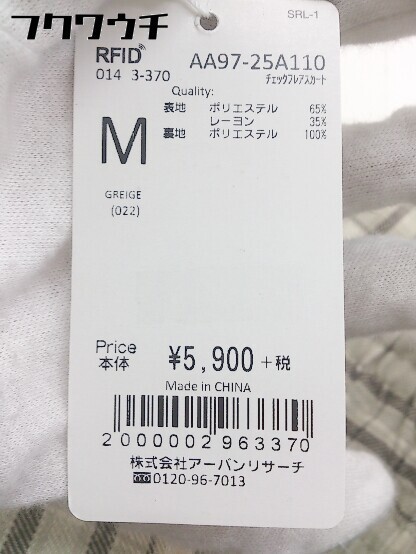 フクワウチ
SRL-1
RFID
014 3-370
AA97-25A110
ﾁｪｯｸﾌﾚｱｽｶｰﾄ
Quality:
表地 ポリエステル 65%
レーヨン 35%
裏地 ポリエステル 100%
M
GREIGE
(022)
Price
本体
¥5,900 +税
Made in CHINA
2000002963370
株式会社アーバンリサーチ
0120-96-7013